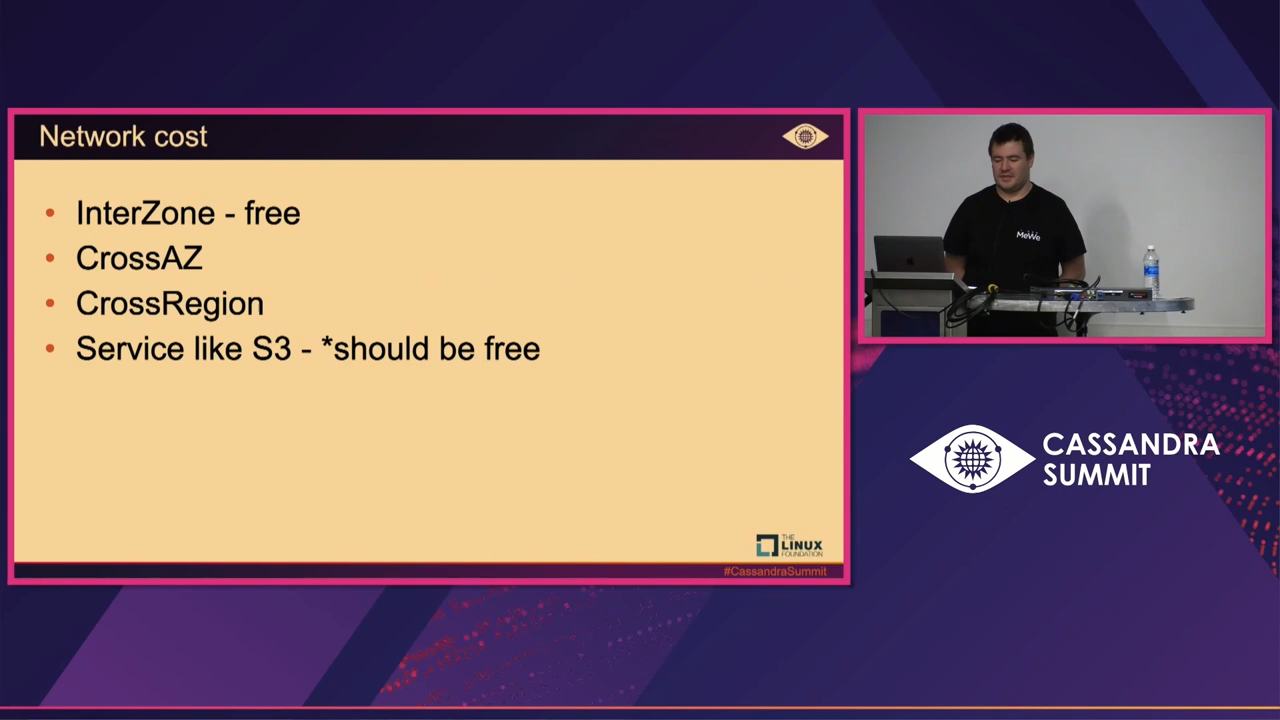 Network cost
• InterZone - free
• CrossAZ
• CrossRegion
• Service like S3 - *should be free
THE
LINUX
FOUNDATION
#CassandraSummit
MeWe
CASSANDRA
SUMMIT